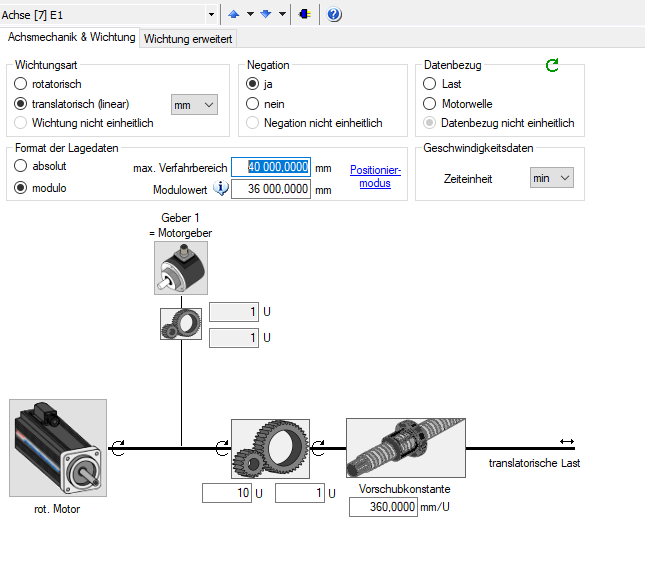 Achse [7] E1
Achsmechanik & Wichtung Wichtung erweitert
Wichtungsart
rotatorisch
translatorisch (linear) mm
Wichtung nicht einheitlich
Negation
ja
nein
Negation nicht einheitlich
Datenbezug
Last
Motorwelle
Datenbezug nicht einheitlich
Format der Lagedaten
absolut
modulo
max. Verfahrbereich 40 000,0000 mm
Modulowert 36 000,0000 mm
Positionier-
modus
Geschwindigkeitsdaten
Zeiteinheit min
Geber 1
= Motorgeber
1 U
1 U
rot. Motor
10 U 1 U
Vorschubkonstante
360,0000 mm/U
translatorische Last